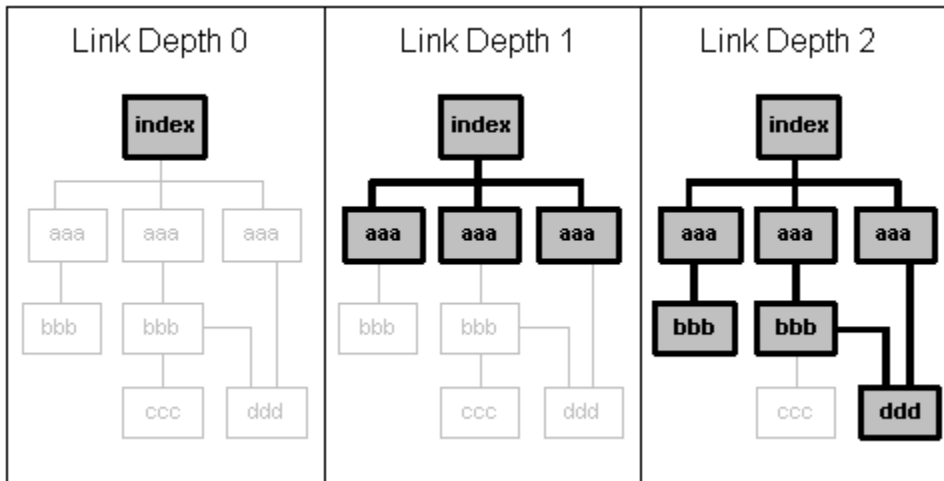 Link Depth 0
index
aaa aaa aaa
bbb bbb
ccc ddd
Link Depth 1
index
aaa aaa aaa
bbb bbb
ccc ddd
Link Depth 2
index
aaa aaa aaa
bbb bbb
ccc ddd